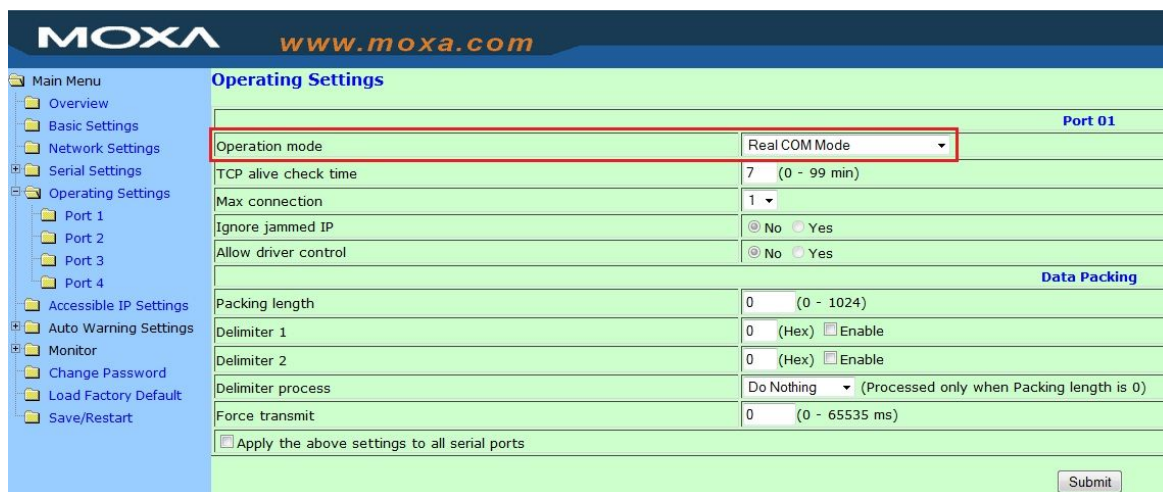 MOXA www.moxa.com
Main Menu
Overview
Basic Settings
Network Settings
Serial Settings
Operating Settings
Port 1
Port 2
Port 3
Port 4
Accessible IP Settings
Auto Warning Settings
Monitor
Change Password
Load Factory Default
Save/Restart
Operating Settings
Port 01
Operation mode Real COM Mode
TCP alive check time 7 (0 - 99 min)
Max connection 1
Ignore jammed IP No Yes
Allow driver control No Yes
Data Packing
Packing length 0 (0 - 1024)
Delimiter 1 0 (Hex) Enable
Delimiter 2 0 (Hex) Enable
Delimiter process Do Nothing (Processed only when Packing length is 0)
Force transmit 0 (0 - 65535 ms)
Apply the above settings to all serial ports
Submit